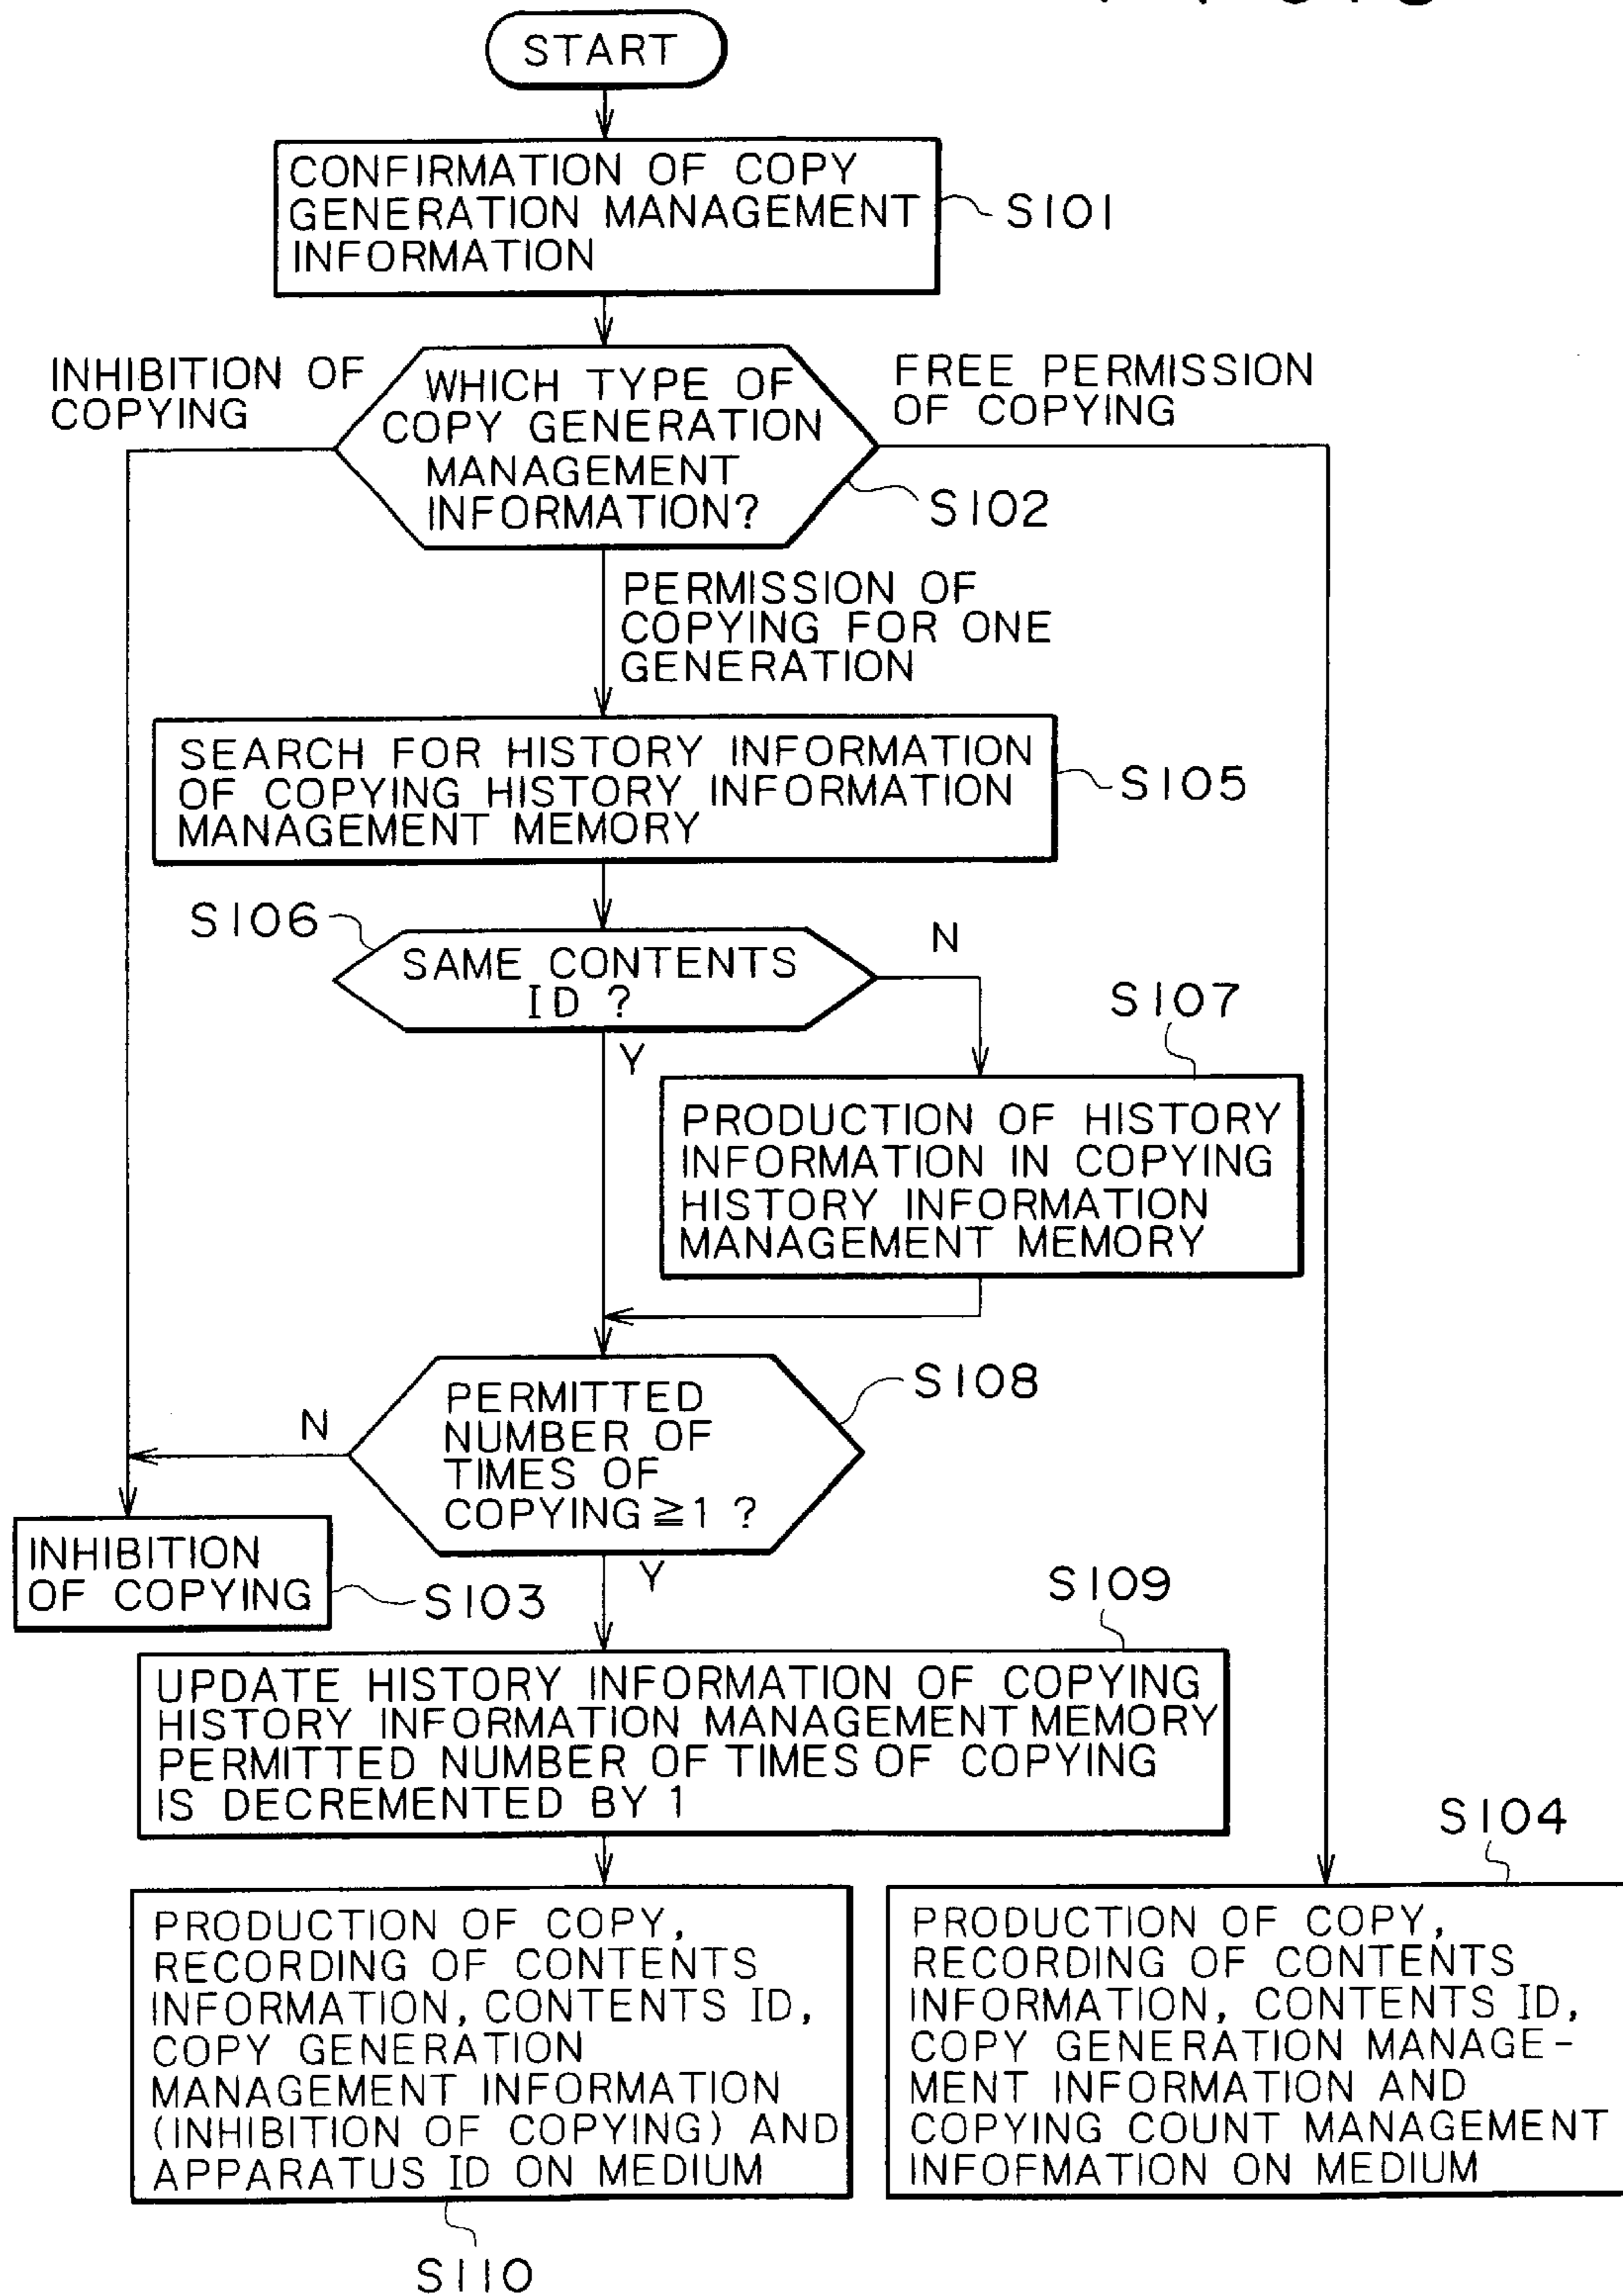 START
CONFIRMATION OF COPY
GENERATION MANAGEMENT
INFORMATION
S101
INHIBITION OF
COPYING
WHICH TYPE OF
COPY GENERATION
MANAGEMENT
INFORMATION?
FREE PERMISSION
OF COPYING
S102
PERMISSION OF
COPYING FOR ONE
GENERATION
SEARCH FOR HISTORY INFORMATION
OF COPYING HISTORY INFORMATION
MANAGEMENT MEMORY
S105
S106
SAME CONTENTS
ID ?
N
Y
S107
PRODUCTION OF HISTORY
INFORMATION IN COPYING
HISTORY INFORMATION
MANAGEMENT MEMORY
PERMITTED
NUMBER OF
TIMES OF
COPYING ≧ 1 ?
S108
N
Y
INHIBITION
OF COPYING
S103
S109
UPDATE HISTORY INFORMATION OF COPYING
HISTORY INFORMATION MANAGEMENT MEMORY
PERMITTED NUMBER OF TIMES OF COPYING
IS DECREMENTED BY 1
S104
PRODUCTION OF COPY,
RECORDING OF CONTENTS
INFORMATION, CONTENTS ID,
COPY GENERATION
MANAGEMENT INFORMATION
(INHIBITION OF COPYING) AND
APPARATUS ID ON MEDIUM
S110
PRODUCTION OF COPY,
RECORDING OF CONTENTS
INFORMATION, CONTENTS ID,
COPY GENERATION MANAGE-
MENT INFORMATION AND
COPYING COUNT MANAGEMENT
INFOFMATION ON MEDIUM